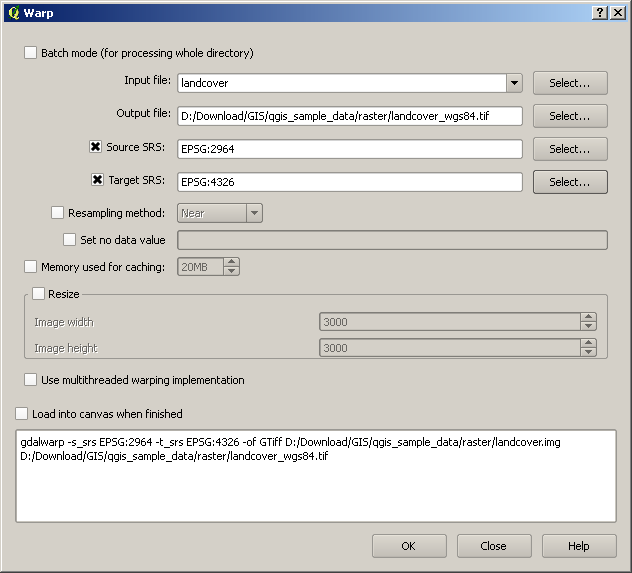 Warp
Batch mode (for processing whole directory)
Input file: landcover Select...
Output file: D:/Download/GIS/qgis_sample_data/raster/landcover_wgs84.tif Select...
Source SRS: EPSG:2964 Select...
Target SRS: EPSG:4326 Select...
Resampling method: Near
Set no data value
Memory used for caching: 20MB
Resize
Image width 3000
Image height 3000
Use multithreaded warping implementation
Load into canvas when finished
gdalwarp -s_srs EPSG:2964 -t_srs EPSG:4326 -of GTiff D:/Download/GIS/qgis_sample_data/raster/landcover.img
D:/Download/GIS/qgis_sample_data/raster/landcover_wgs84.tif
OK Close Help